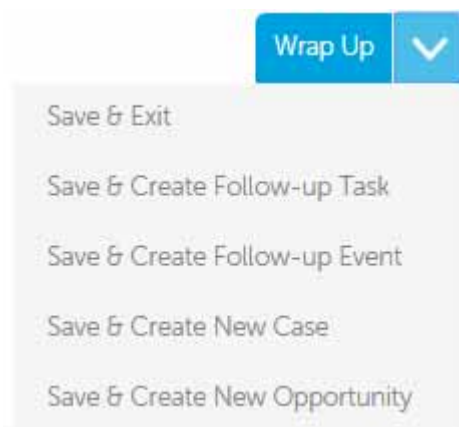 Wrap Up
Save & Exit
Save & Create Follow-up Task
Save & Create Follow-up Event
Save & Create New Case
Save & Create New Opportunity